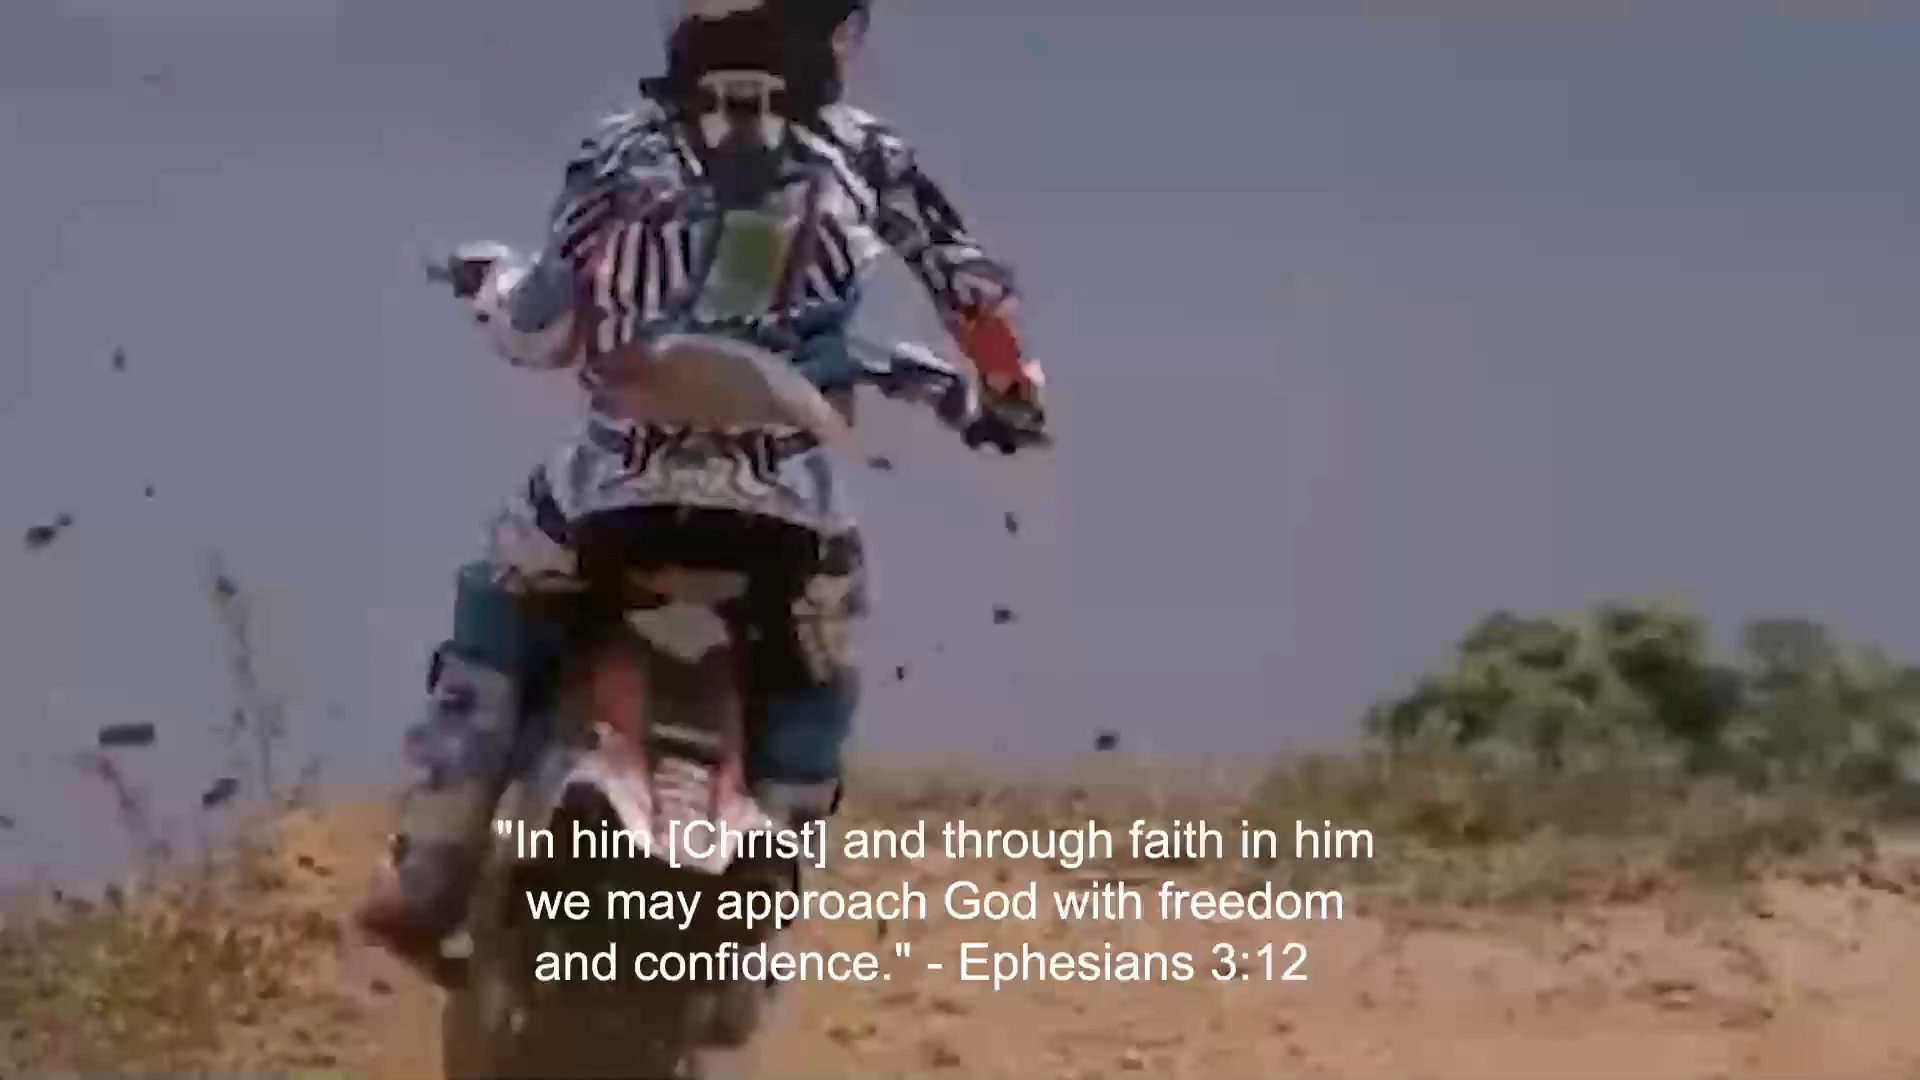 "In him [Christ] and through faith in him
we may approach God with freedom
and confidence." - Ephesians 3:12